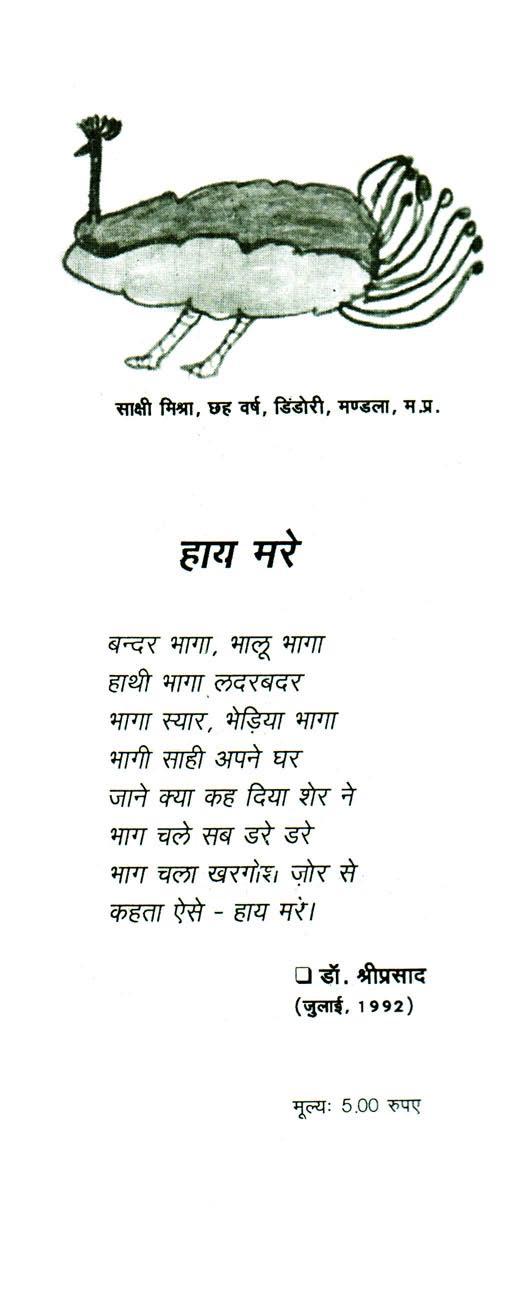 साक्षी मिश्रा, छह वर्ष, डिंडोरी, मण्डला, म.प्र.
हाय मरे
बन्दर भागा, भालू भागा
हाथी भागा लदरबदर
भागा स्यार, भेड़िया भागा
भागी साही अपने घर
जाने क्या कह दिया शेर ने
भाग चले सब डरे डरे
भाग चला खरगोश ज़ोर से
कहता ऐसे - हाय मरे।
❑ डॉ. श्रीप्रसाद
(जुलाई, 1992)
मूल्यः 5.00 रुपए